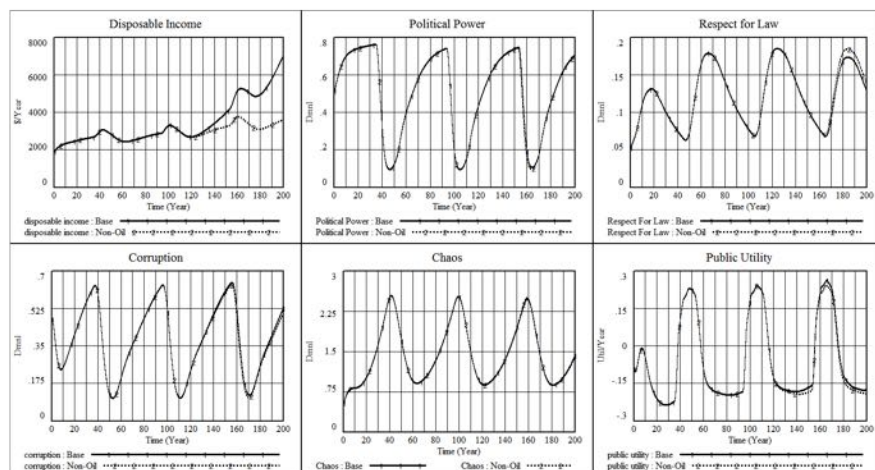 Disposable Income
8000
6000
4000
2000
0
$/Year
0 20 40 60 80 100 120 140 160 180 200
Time (Year)
disposable income : Base
disposable income : Non-Oil
Political Power
.8
.6
.4
.2
0
Dmnl
0 20 40 60 80 100 120 140 160 180 200
Time (Year)
Political Power : Base
Political Power : Non-Oil
Respect for Law
.2
.15
.1
.05
0
Dmnl
0 20 40 60 80 100 120 140 160 180 200
Time (Year)
Respect For Law : Base
Respect For Law : Non-Oil
Corruption
.7
.525
.35
.175
0
Dmnl
0 20 40 60 80 100 120 140 160 180 200
Time (Year)
corruption : Base
corruption : Non-Oil
Chaos
3
2.25
1.5
.75
0
Dmnl
0 20 40 60 80 100 120 140 160 180 200
Time (Year)
Chaos : Base Chaos : Non-Oil
Public Utility
.3
.15
0
-.15
-.3
Util/Year
0 20 40 60 80 100 120 140 160 180 200
Time (Year)
public utility : Base
public utility : Non-Oil